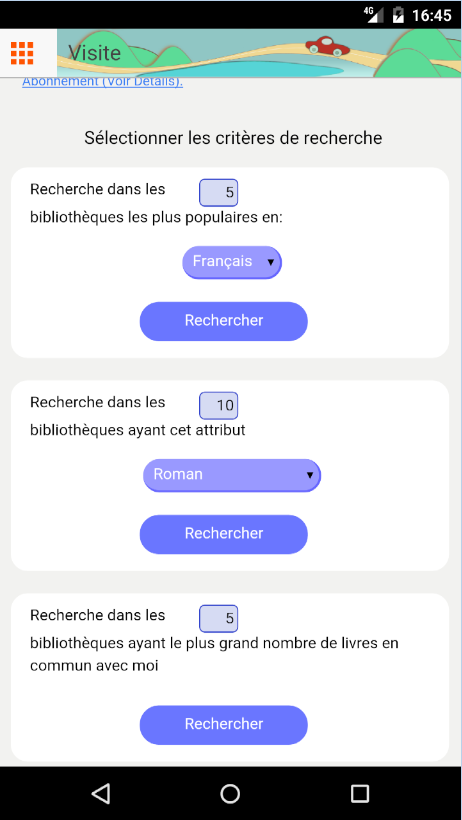 4G 16:45
Visite
Abonnement (Voir Détails).
Sélectionner les critères de recherche
Recherche dans les 5
bibliothèques les plus populaires en:
Français
Rechercher
Recherche dans les 10
bibliothèques ayant cet attribut
Roman
Rechercher
Recherche dans les 5
bibliothèques ayant le plus grand nombre de livres en
commun avec moi
Rechercher